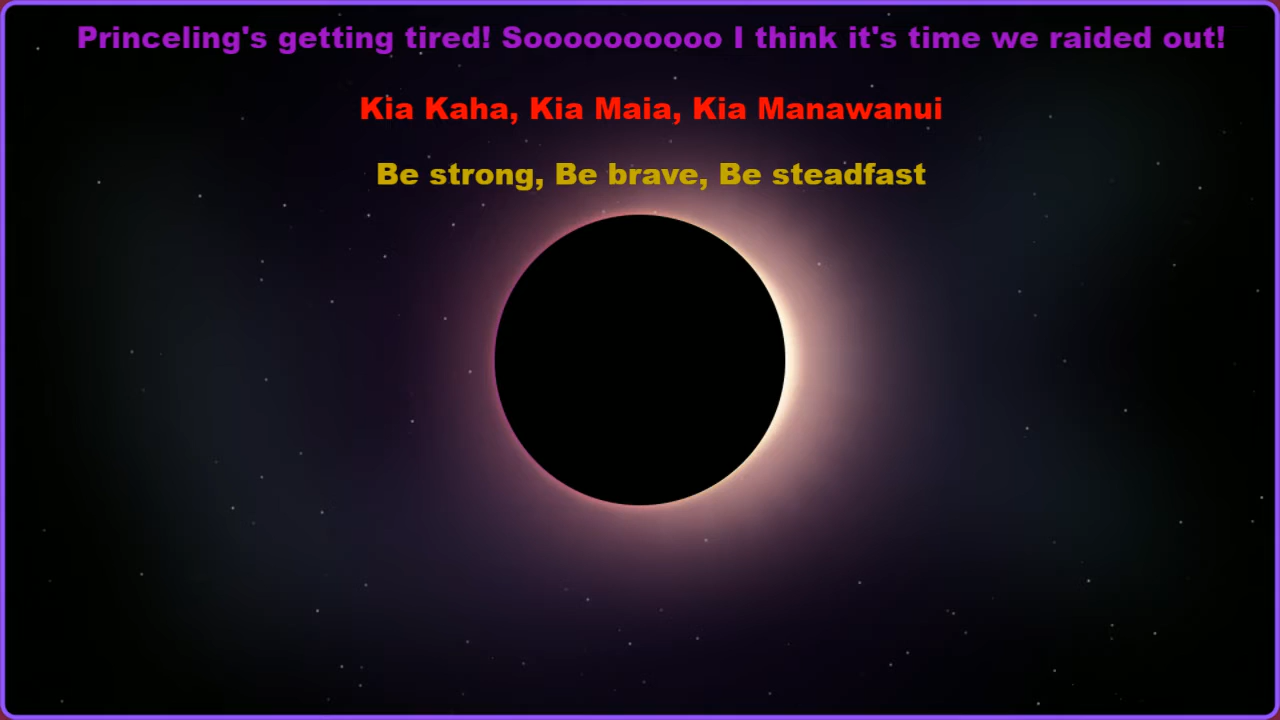 Princeling's getting tired! Soooooooooo I think it's time we raided out!
Kia Kaha, Kia Maia, Kia Manawanui
Be strong, Be brave, Be steadfast